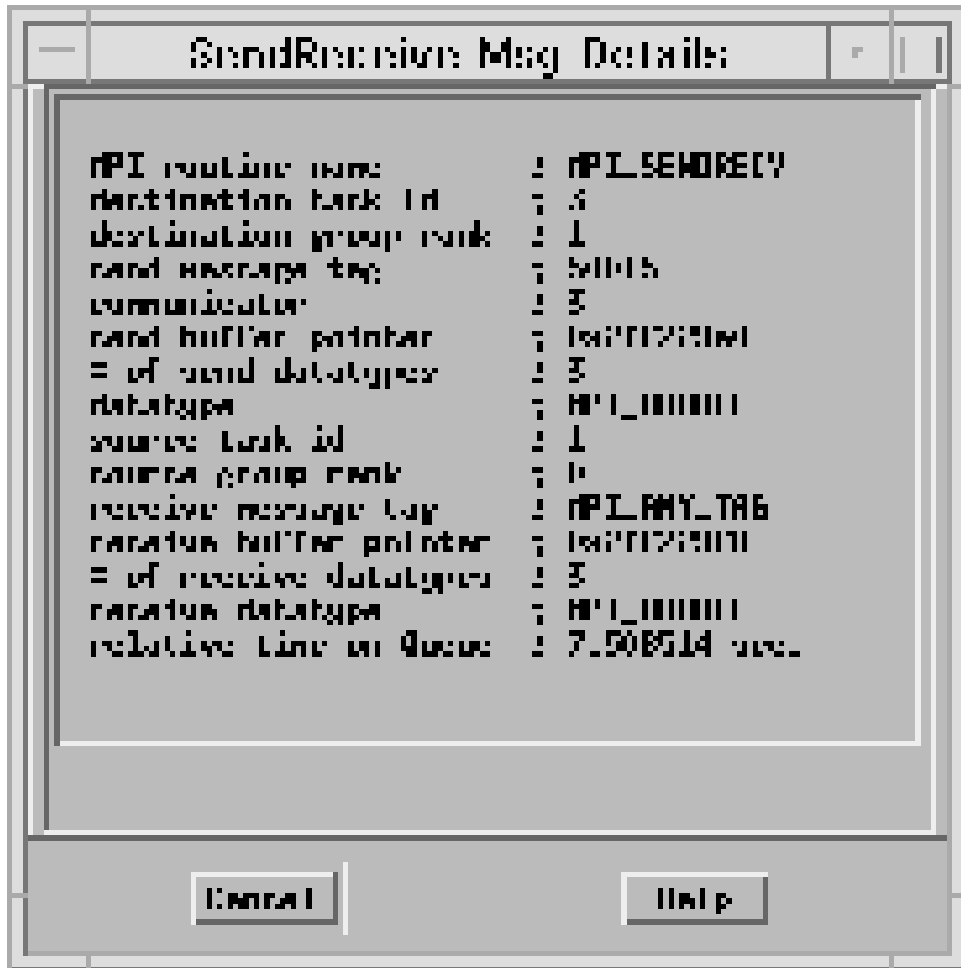 SendReceive Msg Details
MPI routine name : MPI_SENDRECV
destination task id : 3
destination group rank : 1
send message tag :
communicator : 3
send buffer pointer :
# of send datatypes : 3
datatype :
source task id : 1
source group rank :
receive message tag : MPI_ANY_TAG
receive buffer pointer :
# of receive datatypes : 3
receive datatype :
relative time on Queue : 7.508514 sec.
Cancel
Help